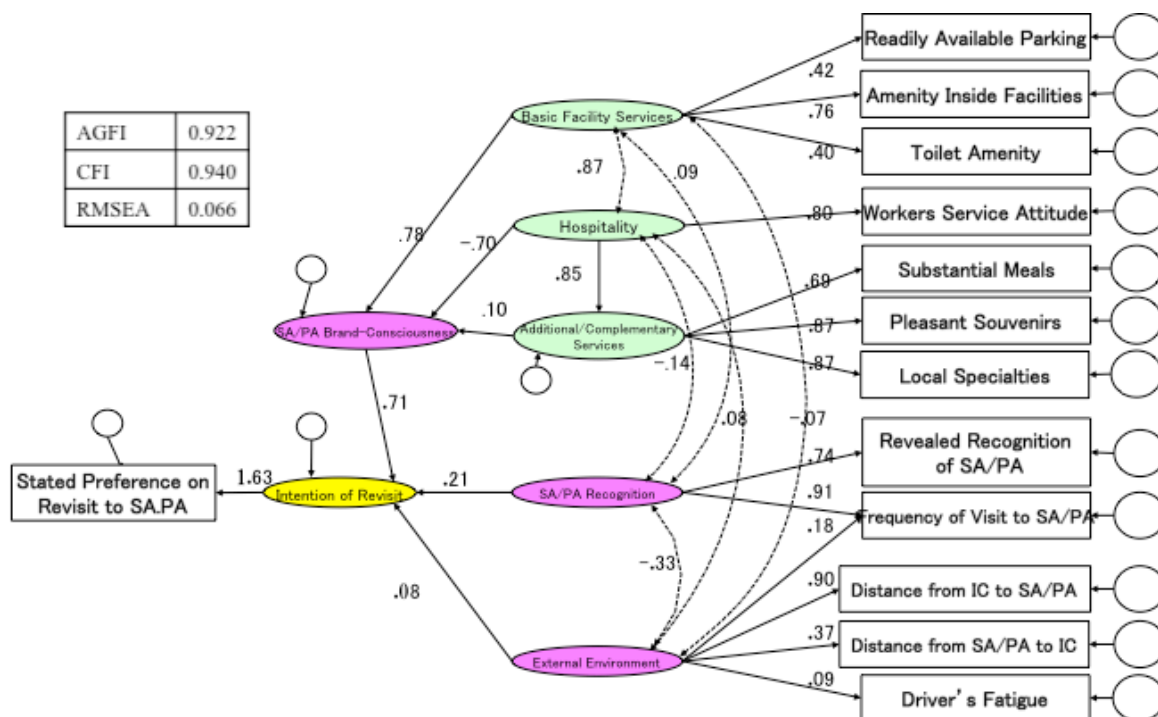 Readily Available Parking
.42
Amenity Inside Facilities
.76
Toilet Amenity
.40
Basic Facility Services
AGFI 0.922
CFI 0.940
RMSEA 0.066
.87
.09
Workers Service Attitude
.80
Hospitality
.78
-.70
.85
Substantial Meals
.69
.10
SA/PA Brand-Consciousness
Additional/Complementary
Services
Pleasant Souvenirs
.87
-.14
Local Specialties
.87
.71
.08
-.07
Revealed Recognition
of SA/PA
.74
Stated Preference on
Revisit to SA.PA
1.63
Intention of Revisit
.21
SA/PA Recognition
.91
Frequency of Visit to SA/PA
.18
-.33
.08
.90
Distance from IC to SA/PA
.37
Distance from SA/PA to IC
External Environment
.09
Driver's Fatigue